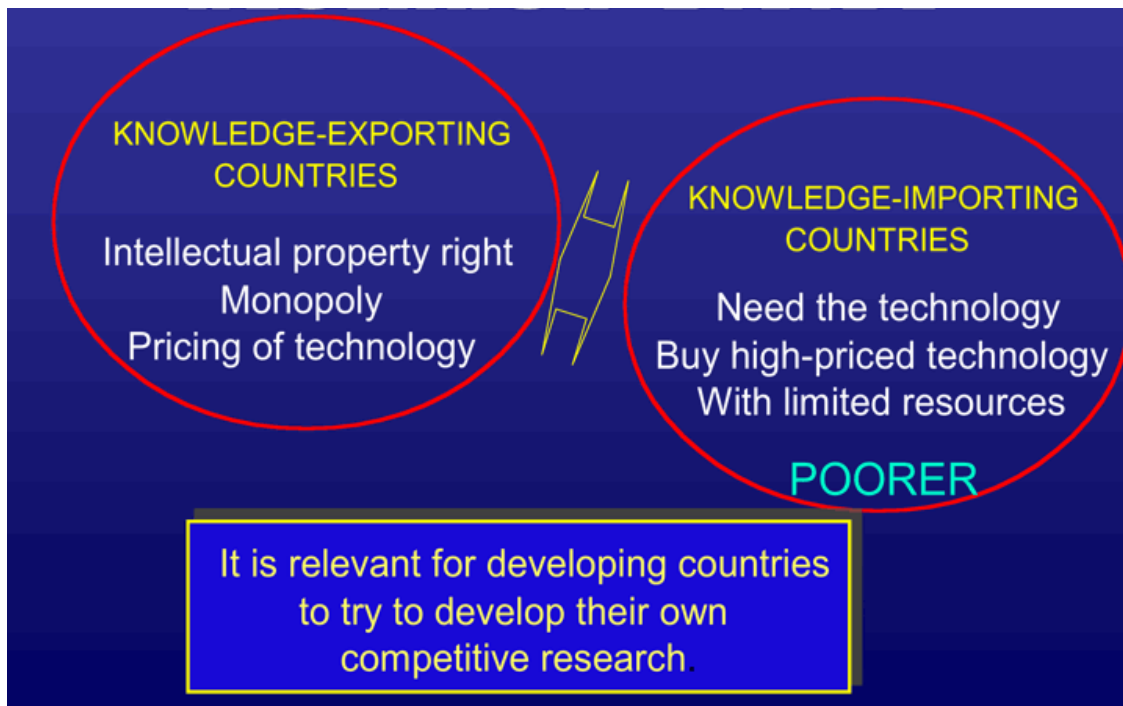 KNOWLEDGE-EXPORTING
COUNTRIES
Intellectual property right
Monopoly
Pricing of technology
KNOWLEDGE-IMPORTING
COUNTRIES
Need the technology
Buy high-priced technology
With limited resources
POORER
It is relevant for developing countries
to try to develop their own
competitive research.